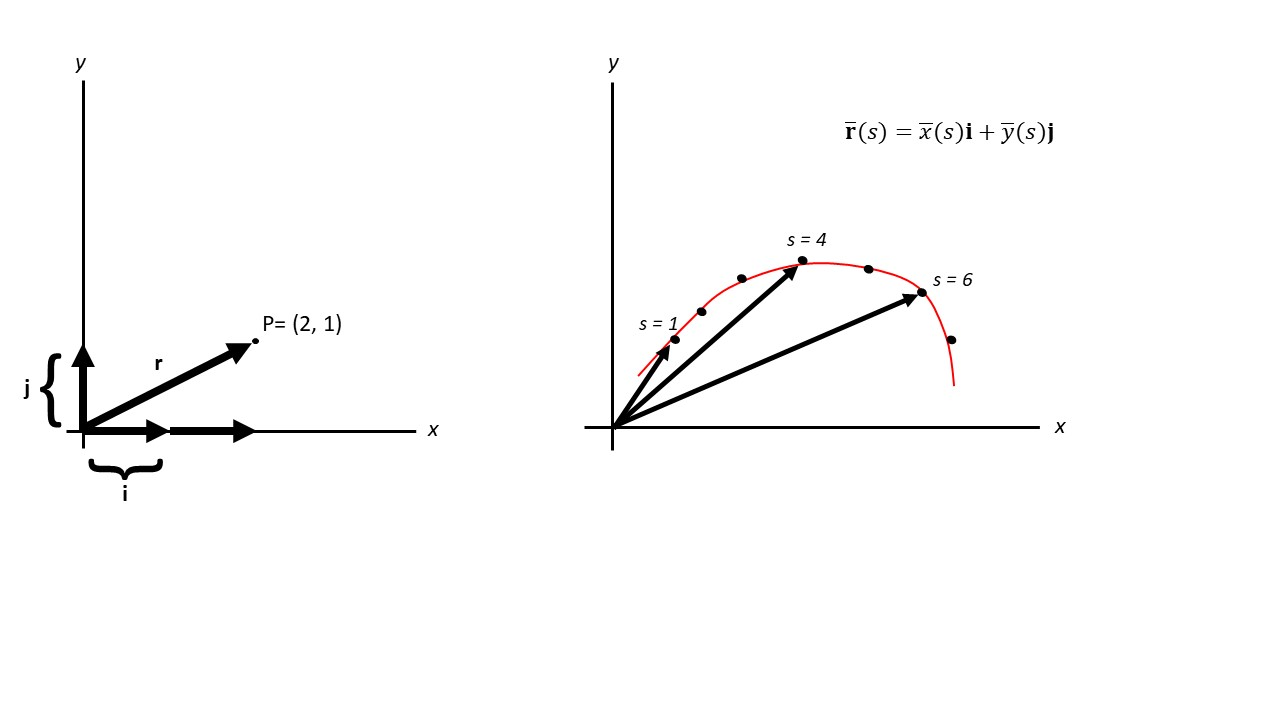 y
P= (2, 1)
r
j
x
i
y
r̅(s) = x̅(s)i + y̅(s)j
s = 4
s = 6
s = 1
x